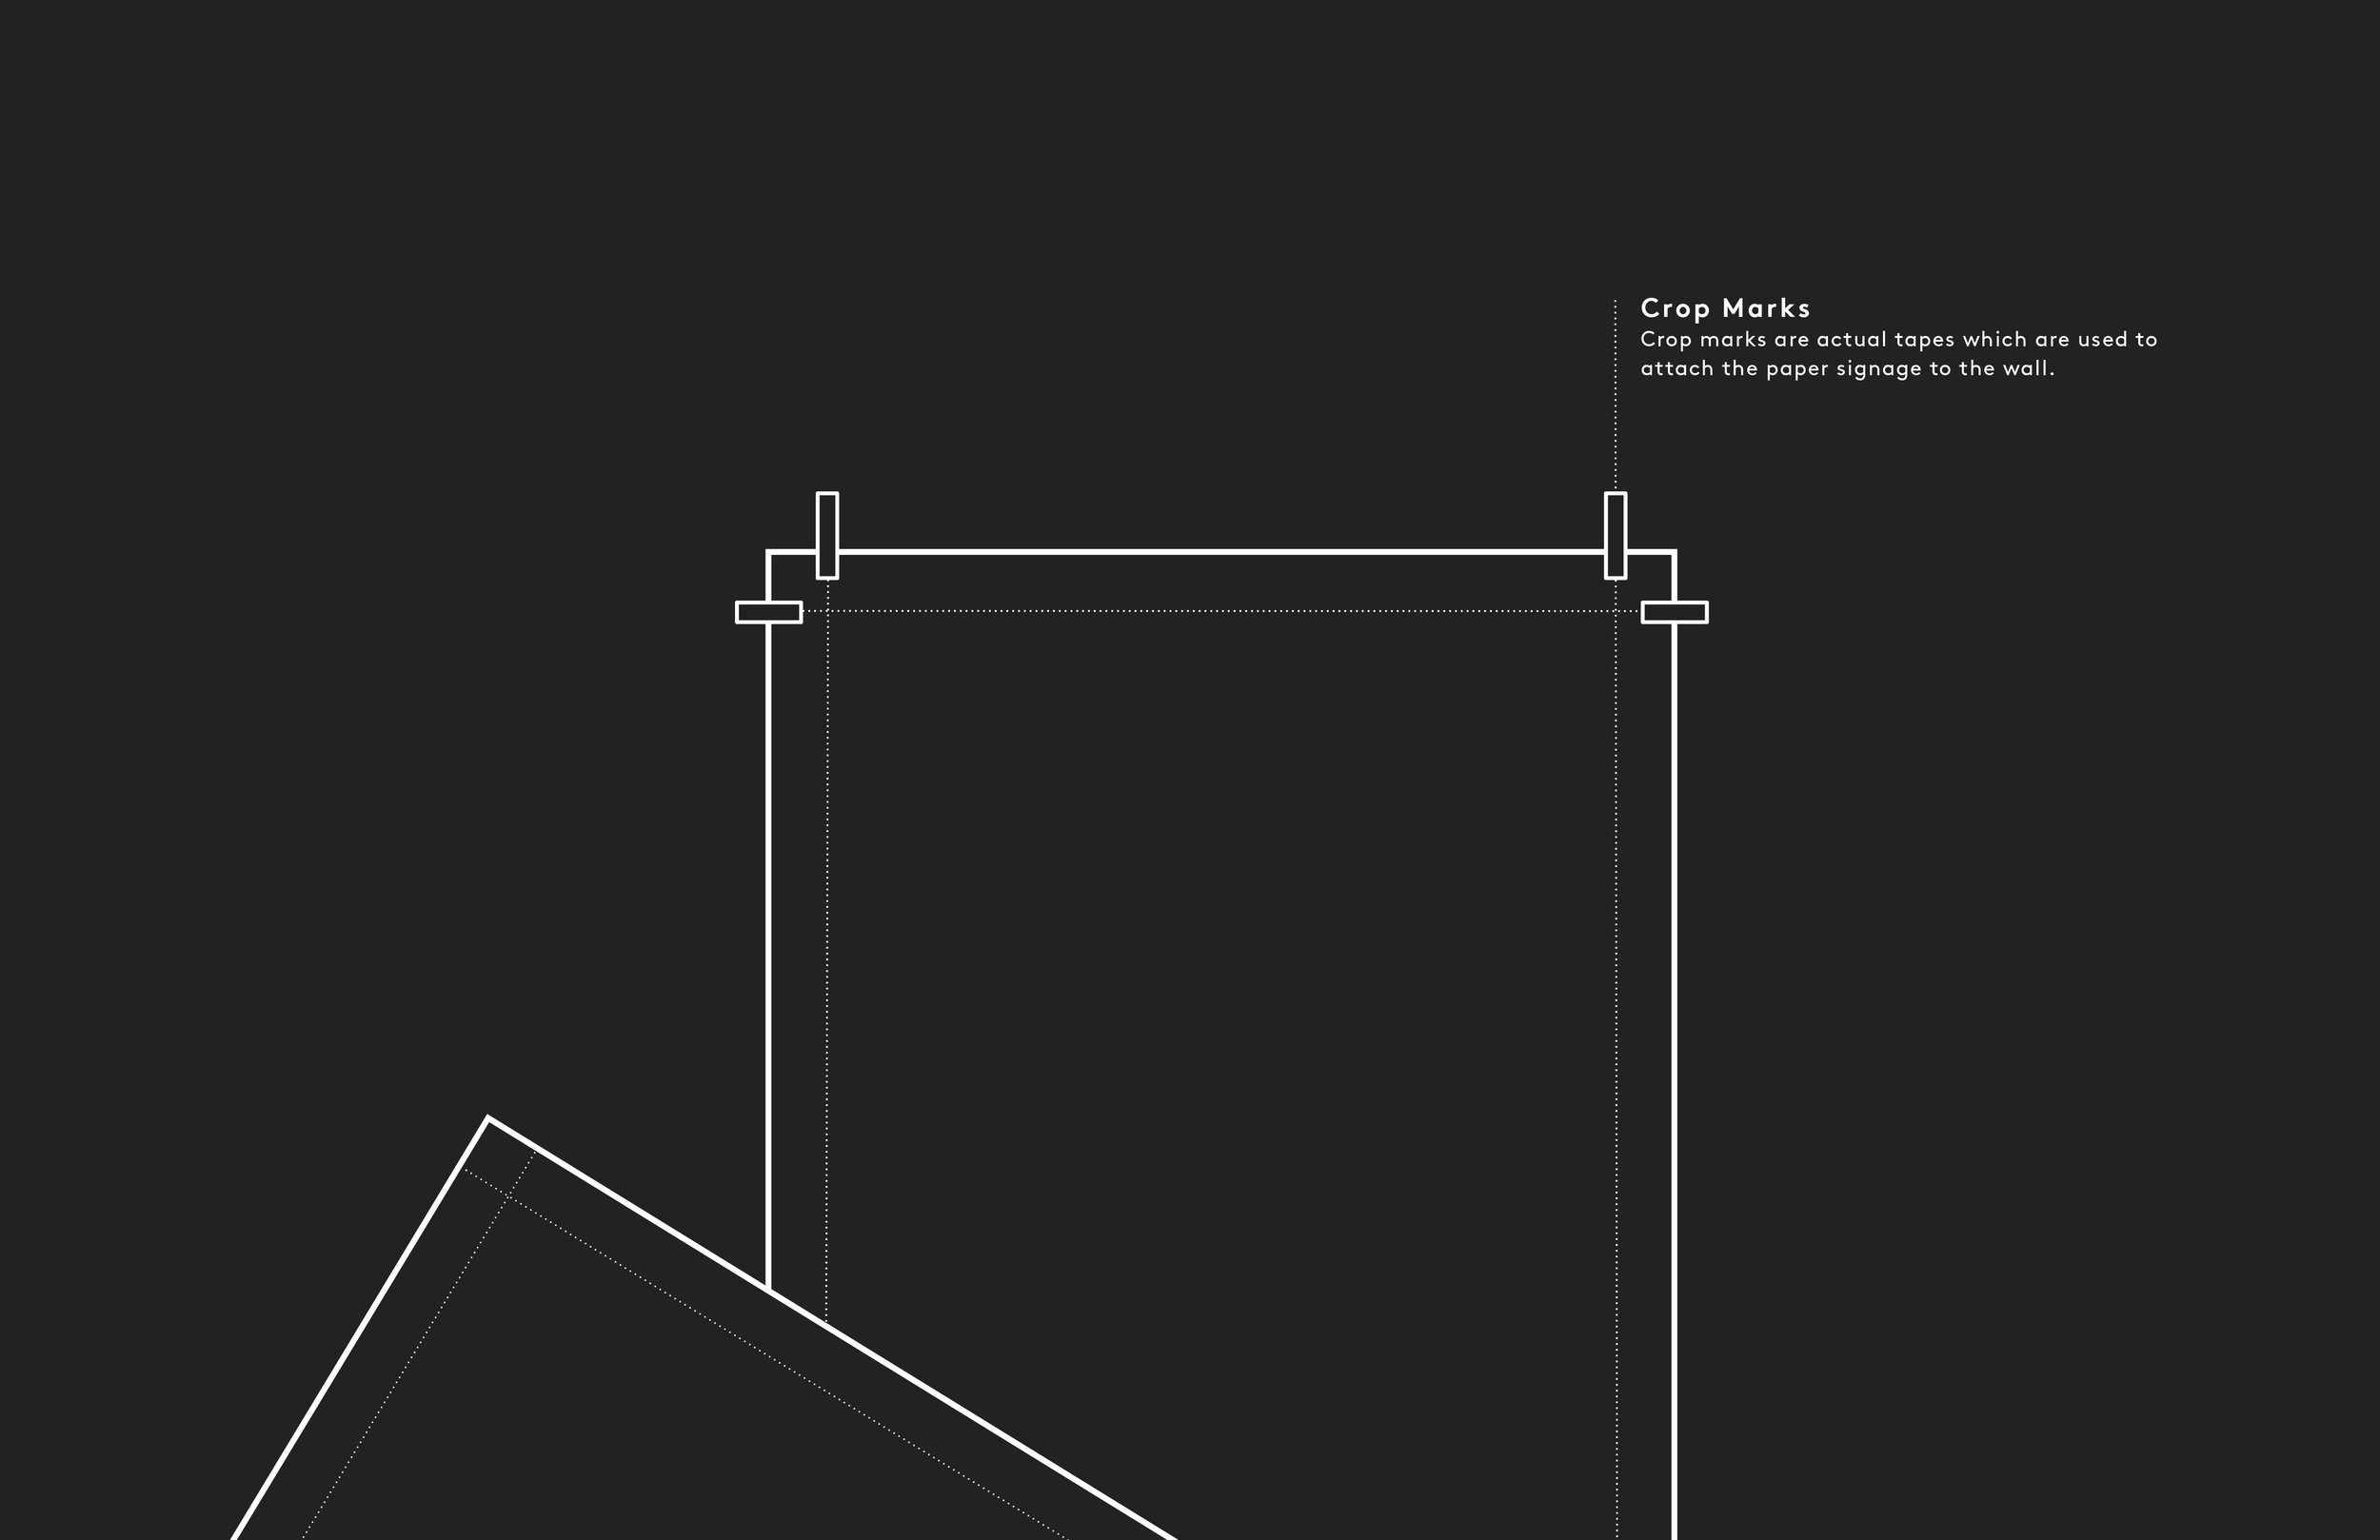 Crop Marks
Crop marks are actual tapes which are used to
attach the paper signage to the wall.